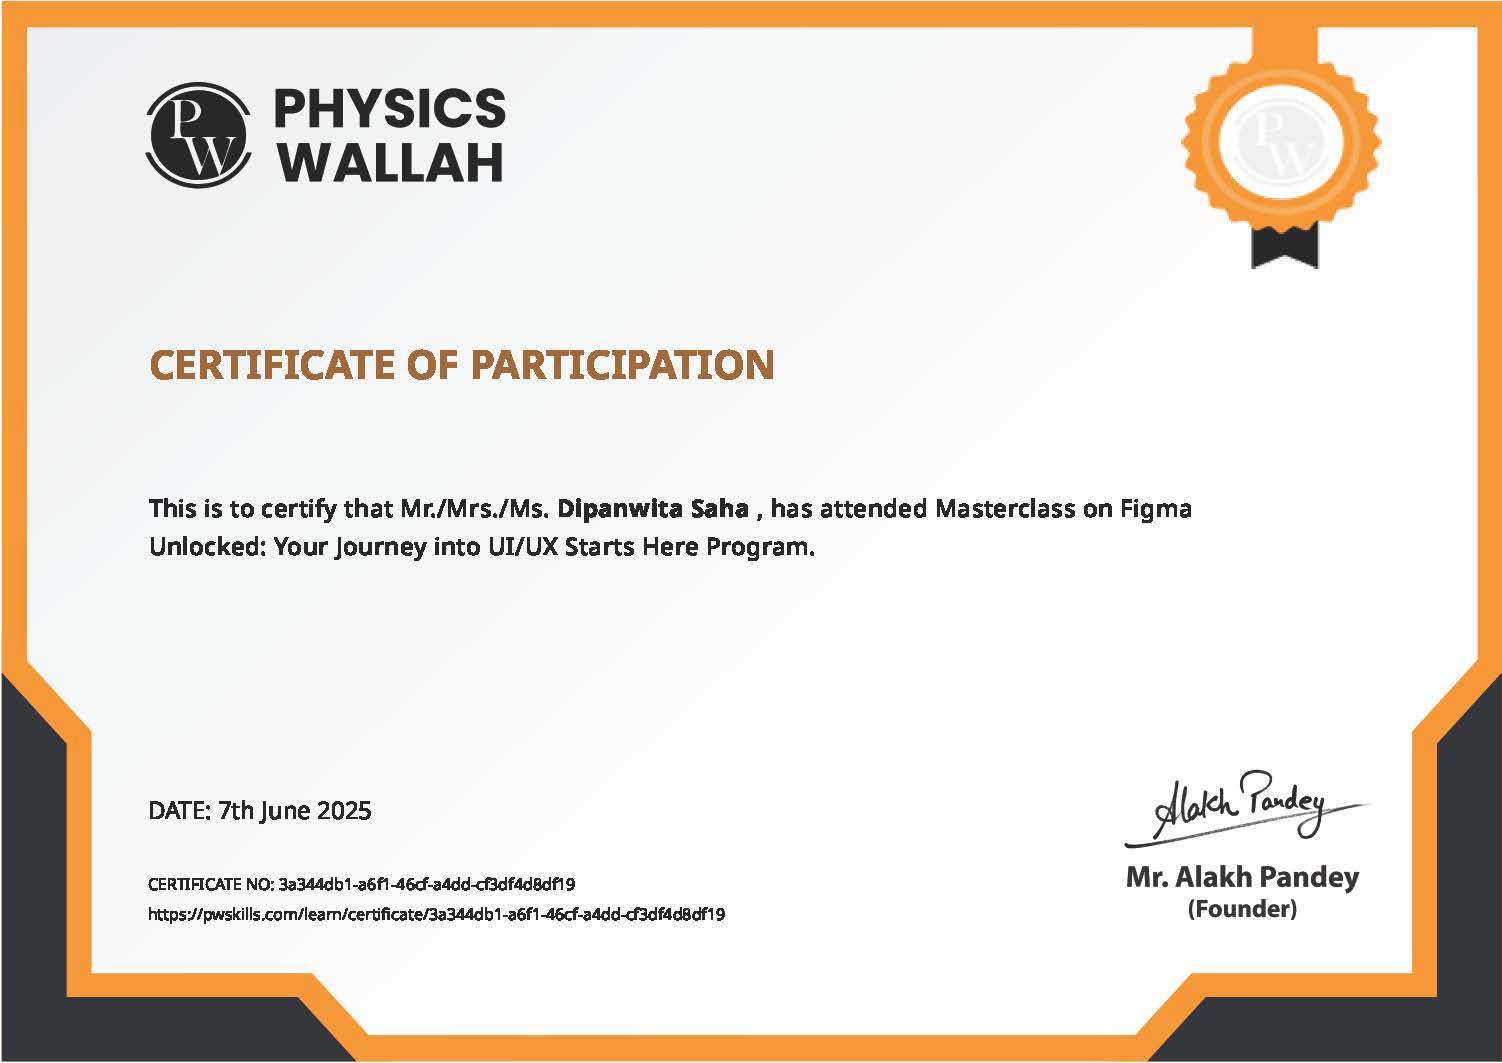 PW
PHYSICS
WALLAH
PW
CERTIFICATE OF PARTICIPATION
This is to certify that Mr./Mrs./Ms. Dipanwita Saha , has attended Masterclass on Figma
Unlocked: Your Journey into UI/UX Starts Here Program.
DATE: 7th June 2025
CERTIFICATE NO: 3a344db1-a6f1-46cf-a4dd-cf3df4d8df19
https://pwskills.com/learn/certificate/3a344db1-a6f1-46cf-a4dd-cf3df4d8df19
Alakh Pandey
Mr. Alakh Pandey
(Founder)